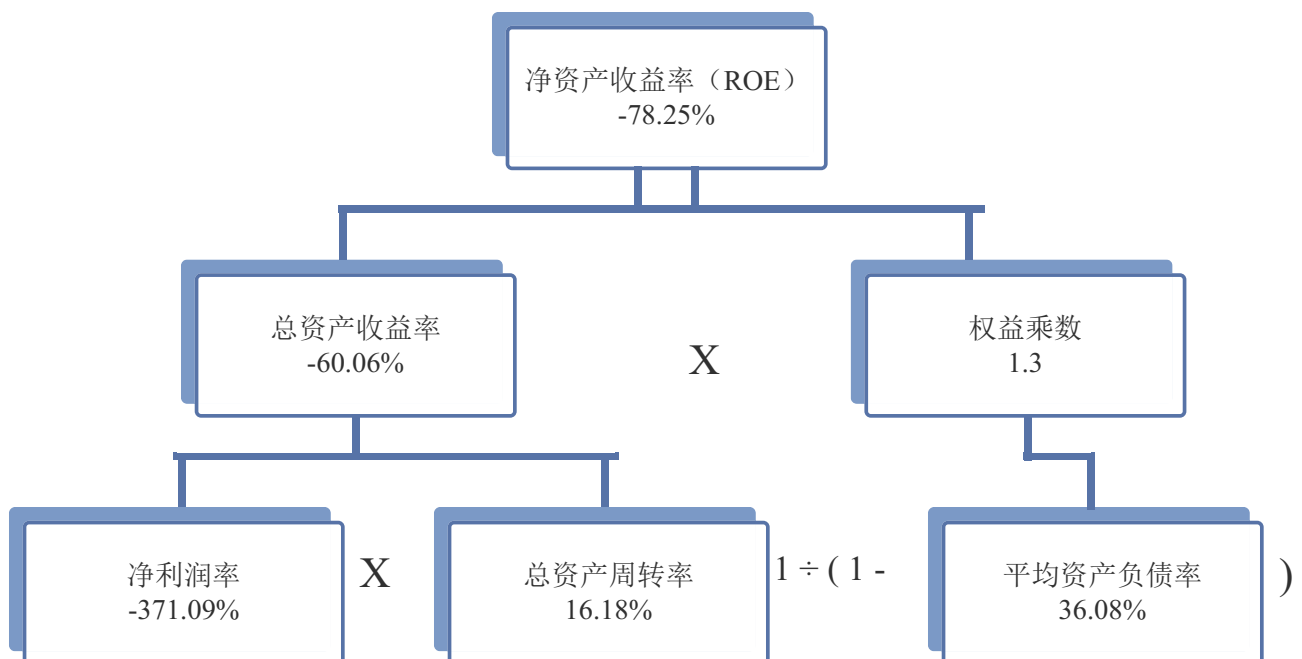 净资产收益率（ROE）
-78.25%
总资产收益率
-60.06%
X
权益乘数
1.3
净利润率
-371.09%
X
总资产周转率
16.18%
1 ÷ ( 1 -
平均资产负债率
36.08%
)